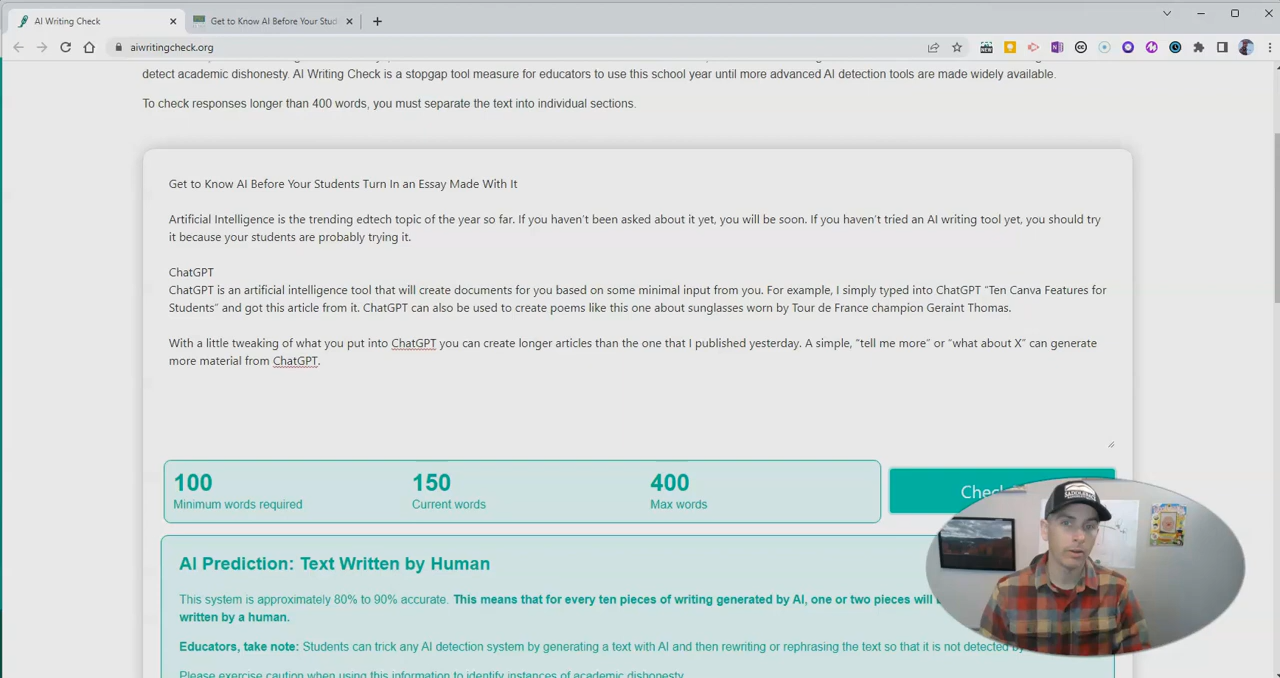 AI Writing Check
Get to Know AI Before Your Stud
aiwritingcheck.org
detect academic dishonesty. AI Writing Check is a stopgap tool measure for educators to use this school year until more advanced AI detection tools are made widely available.
To check responses longer than 400 words, you must separate the text into individual sections.
Get to Know AI Before Your Students Turn In an Essay Made With It
Artificial Intelligence is the trending edtech topic of the year so far. If you haven't been asked about it yet, you will be soon. If you haven't tried an AI writing tool yet, you should try
it because your students are probably trying it.
ChatGPT
ChatGPT is an artificial intelligence tool that will create documents for you based on some minimal input from you. For example, I simply typed into ChatGPT “Ten Canva Features for
Students” and got this article from it. ChatGPT can also be used to create poems like this one about sunglasses worn by Tour de France champion Geraint Thomas.
With a little tweaking of what you put into ChatGPT you can create longer articles than the one that I published yesterday. A simple, “tell me more” or “what about X” can generate
more material from ChatGPT.
100 150 400
Minimum words required Current words Max words
AI Prediction: Text Written by Human
This system is approximately 80% to 90% accurate. This means that for every ten pieces of writing generated by AI, one or two pieces will
written by a human.
Educators, take note: Students can trick any AI detection system by generating a text with AI and then rewriting or rephrasing the text so that it is not detected
Please exercise caution when using this information to identify instances of academic dishonesty.